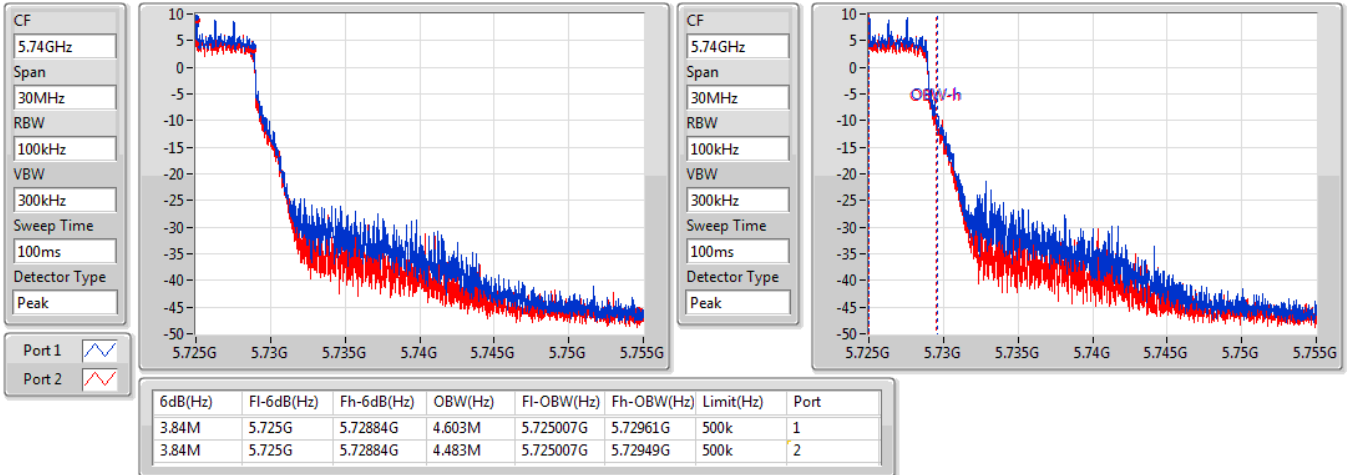 CF
5.74GHz
Span
30MHz
RBW
100kHz
VBW
300kHz
Sweep Time
100ms
Detector Type
Peak
10
5
0
-5
-10
-15
-20
-25
-30
-35
-40
-45
-50
5.725G 5.73G 5.735G 5.74G 5.745G 5.75G 5.755G
CF
5.74GHz
Span
30MHz
RBW
100kHz
VBW
300kHz
Sweep Time
100ms
Detector Type
Peak
10
5
0
-5
-10
-15
-20
-25
-30
-35
-40
-45
-50
OBW-h
5.725G 5.73G 5.735G 5.74G 5.745G 5.75G 5.755G
Port 1
Port 2
6dB(Hz) Fl-6dB(Hz) Fh-6dB(Hz) OBW(Hz) Fl-OBW(Hz) Fh-OBW(Hz) Limit(Hz) Port
3.84M 5.725G 5.72884G 4.603M 5.725007G 5.72961G 500k 1
3.84M 5.725G 5.72884G 4.483M 5.725007G 5.72949G 500k 2